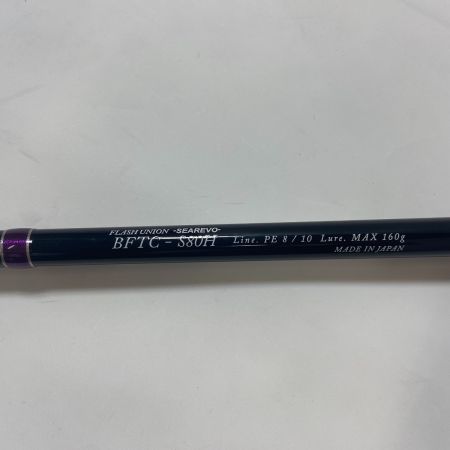 FLASH UNION -SEAREVO-
BFTC - S80H Line. PE 8 / 10 Lure. MAX 160g
MADE IN JAPAN